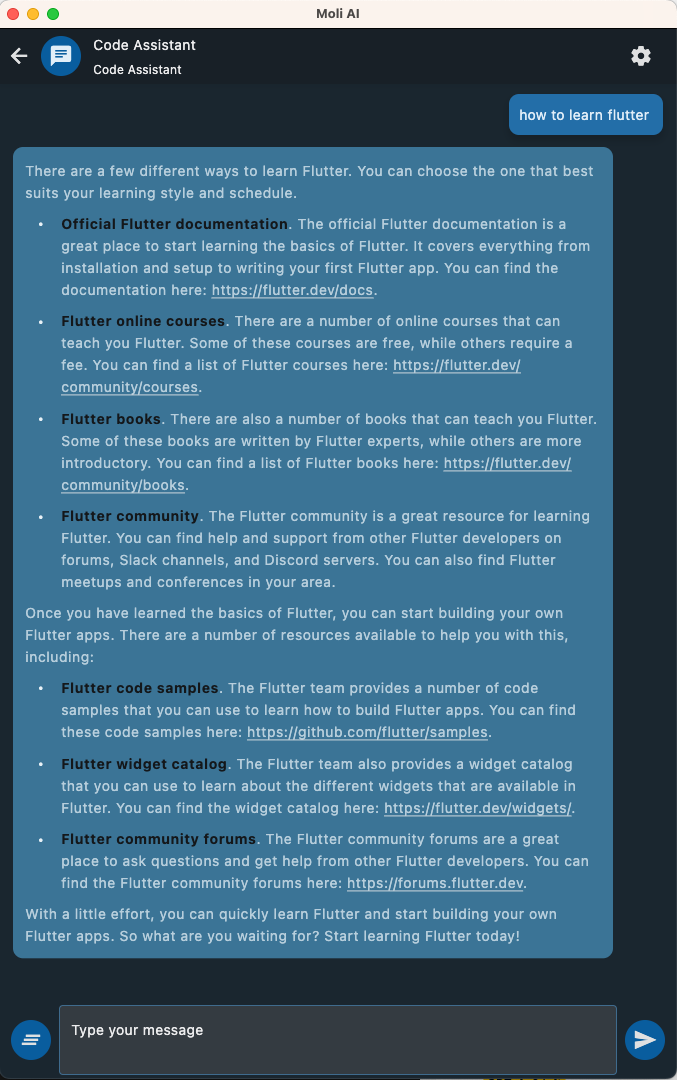 Moli AI
Code Assistant
Code Assistant
how to learn flutter
There are a few different ways to learn Flutter. You can choose the one that best
suits your learning style and schedule.
• Official Flutter documentation. The official Flutter documentation is a
great place to start learning the basics of Flutter. It covers everything from
installation and setup to writing your first Flutter app. You can find the
documentation here: https://flutter.dev/docs.
• Flutter online courses. There are a number of online courses that can
teach you Flutter. Some of these courses are free, while others require a
fee. You can find a list of Flutter courses here: https://flutter.dev/
community/courses.
• Flutter books. There are also a number of books that can teach you Flutter.
Some of these books are written by Flutter experts, while others are more
introductory. You can find a list of Flutter books here: https://flutter.dev/
community/books.
• Flutter community. The Flutter community is a great resource for learning
Flutter. You can find help and support from other Flutter developers on
forums, Slack channels, and Discord servers. You can also find Flutter
meetups and conferences in your area.
Once you have learned the basics of Flutter, you can start building your own
Flutter apps. There are a number of resources available to help you with this,
including:
• Flutter code samples. The Flutter team provides a number of code
samples that you can use to learn how to build Flutter apps. You can find
these code samples here: https://github.com/flutter/samples.
• Flutter widget catalog. The Flutter team also provides a widget catalog
that you can use to learn about the different widgets that are available in
Flutter. You can find the widget catalog here: https://flutter.dev/widgets/.
• Flutter community forums. The Flutter community forums are a great
place to ask questions and get help from other Flutter developers. You can
find the Flutter community forums here: https://forums.flutter.dev.
With a little effort, you can quickly learn Flutter and start building your own
Flutter apps. So what are you waiting for? Start learning Flutter today!
Type your message